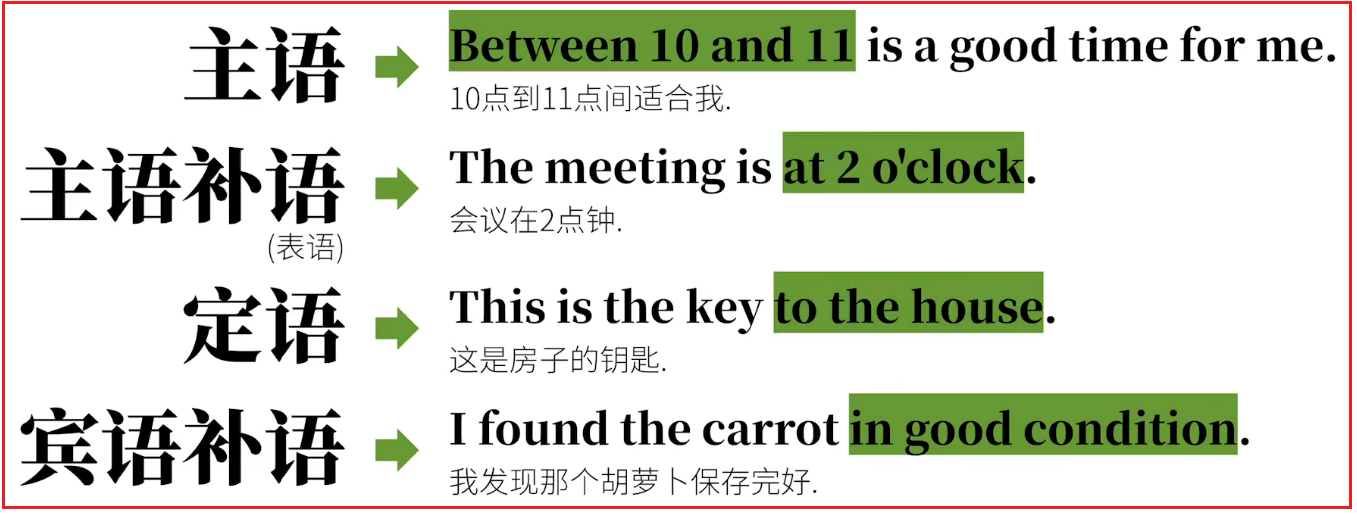 主语
Between 10 and 11 is a good time for me.
10点到11点间适合我.
主语补语
(表语)
The meeting is at 2 o'clock.
会议在2点钟.
定语
This is the key to the house.
这是房子的钥匙.
宾语补语
I found the carrot in good condition.
我发现那个胡萝卜保存完好.